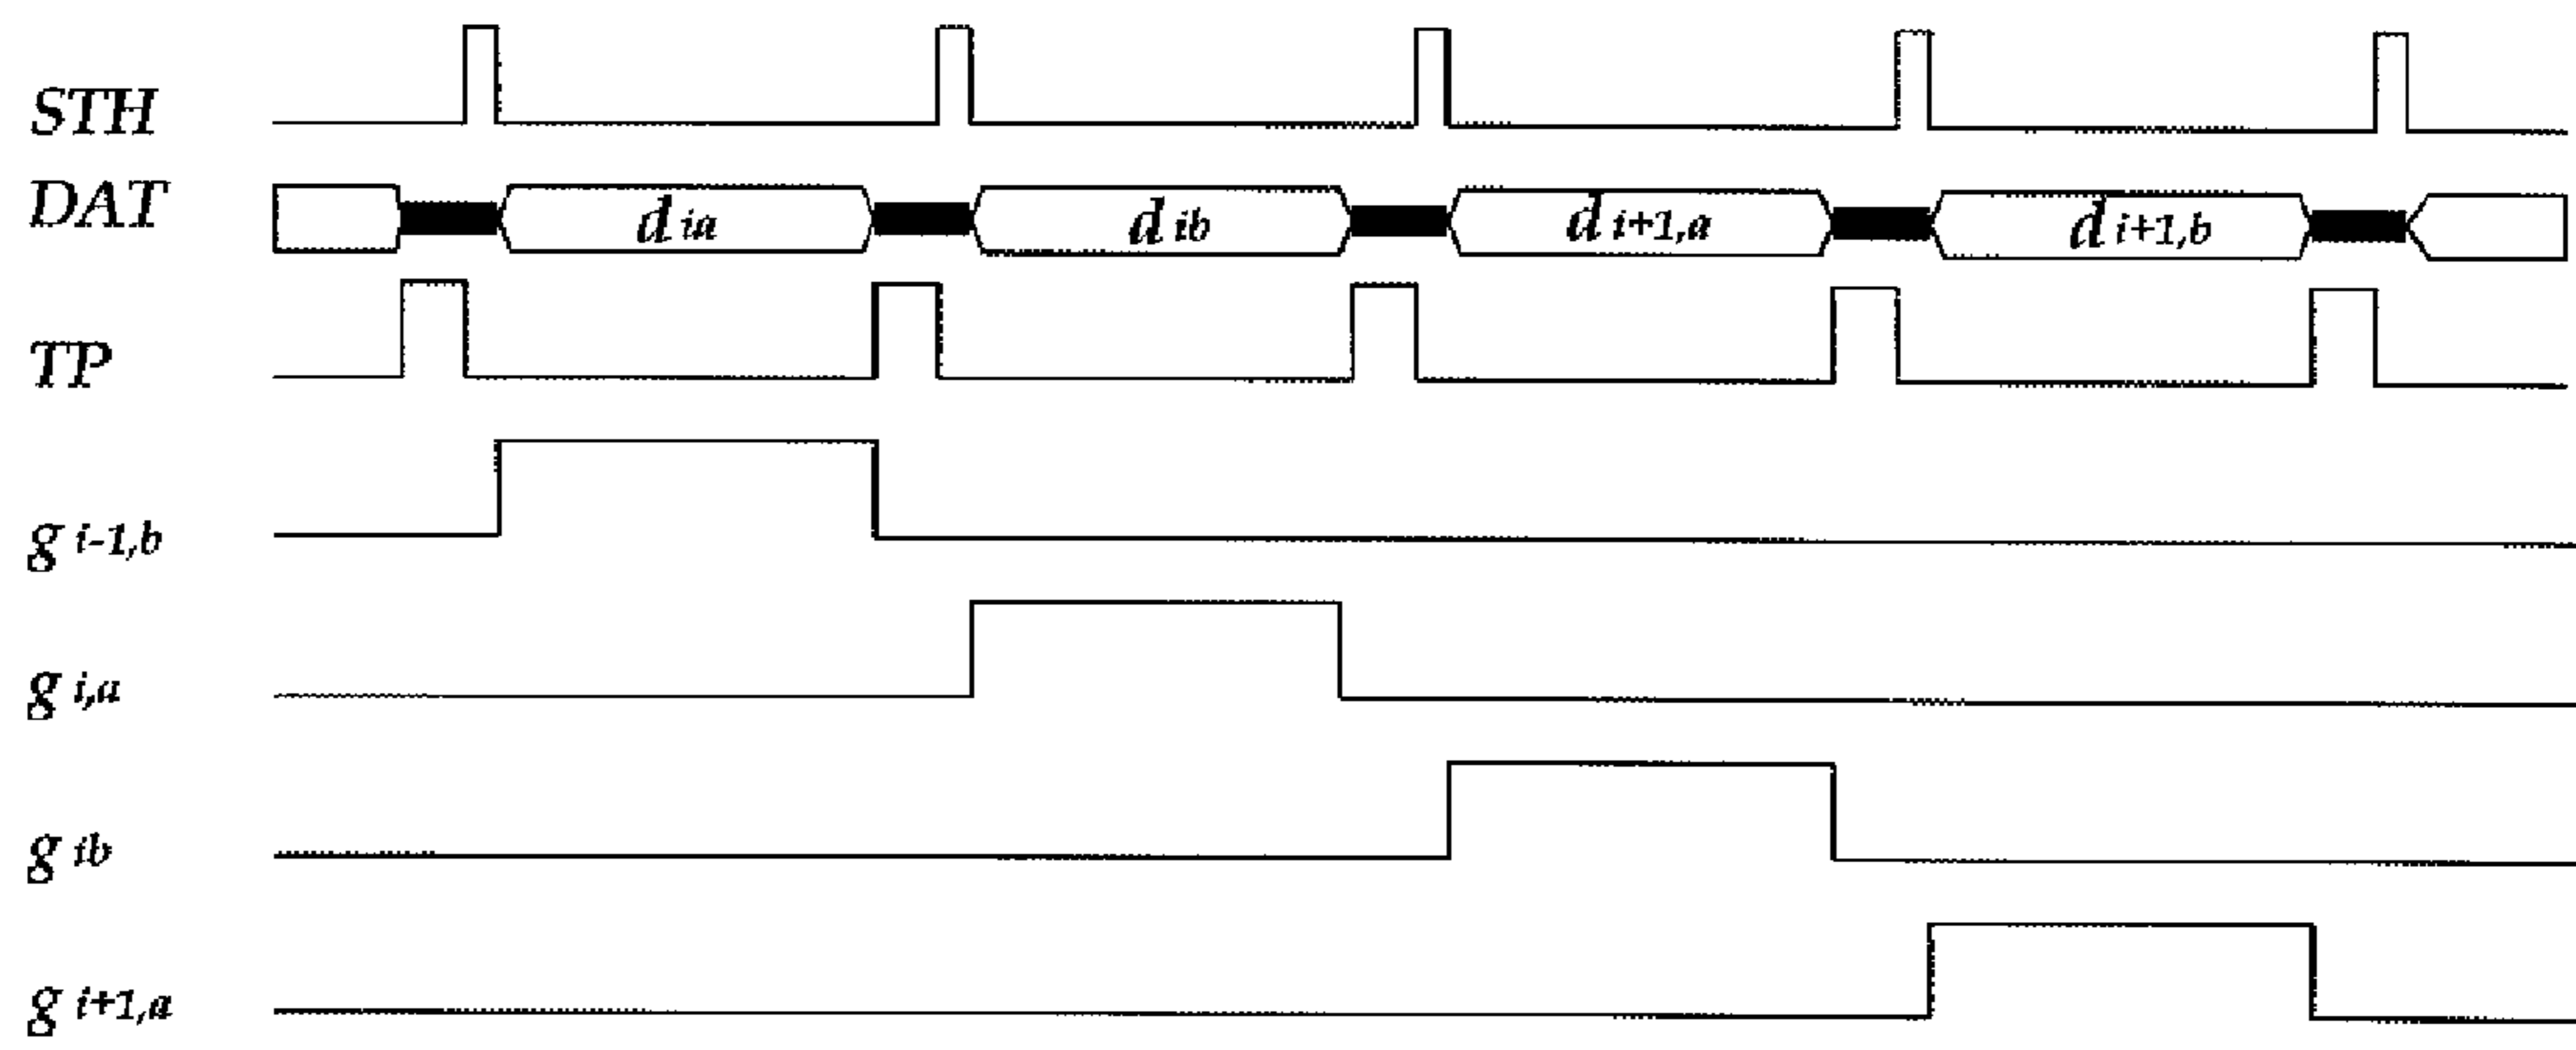 STH
DAT
d ia
d ib
d i+1,a
d i+1,b
TP
g i-1,b
g i,a
g ib
g i+1,a